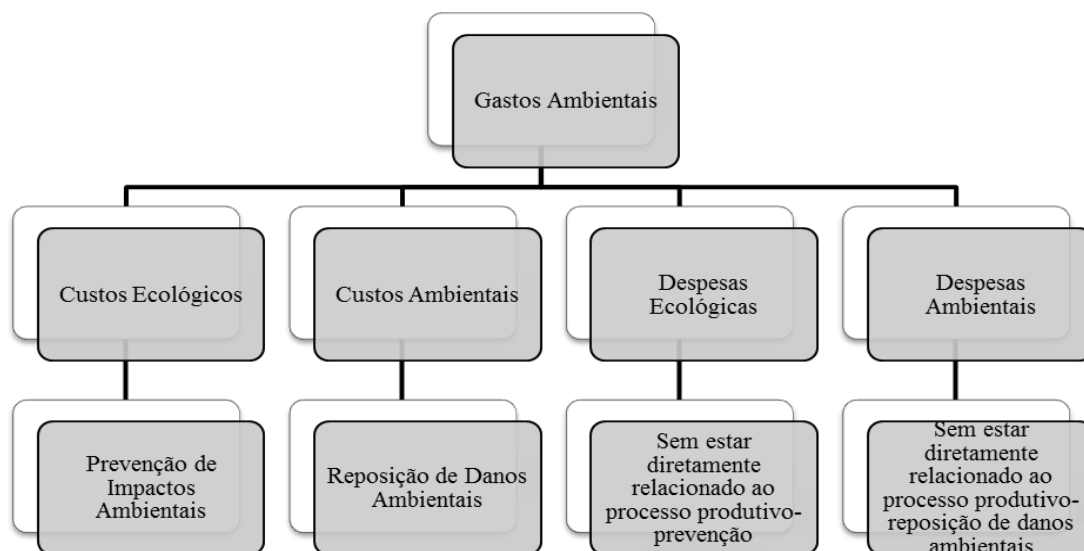 Gastos Ambientais
Custos Ecológicos
Custos Ambientais
Despesas
Ecológicas
Despesas
Ambientais
Prevenção de
Impactos
Ambientais
Reposição de Danos
Ambientais
Sem estar
diretamente
relacionado ao
processo produtivo-
prevenção
Sem estar
diretamente
relacionado ao
processo produtivo-
reposição de danos
ambientais